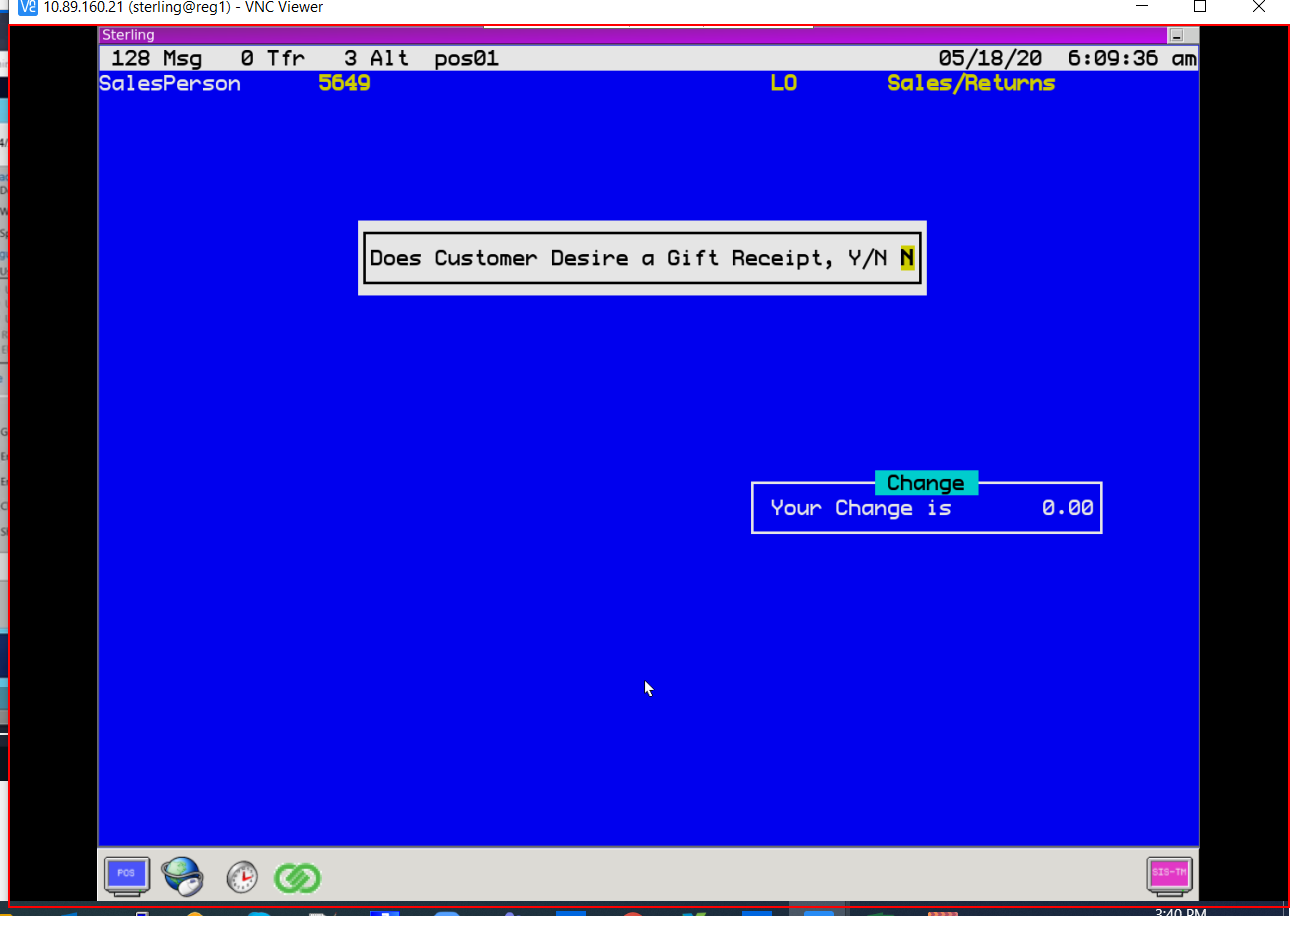 10.89.160.21 (sterling@reg1) - VNC Viewer
Sterling
128 Msg 0 Tfr 3 Alt pos01 05/18/20 6:09:36 am
SalesPerson 5649 LO Sales/Returns
Does Customer Desire a Gift Receipt, Y/N N
Change
Your Change is 0.00
POS
SIS-TM
3:40 PM